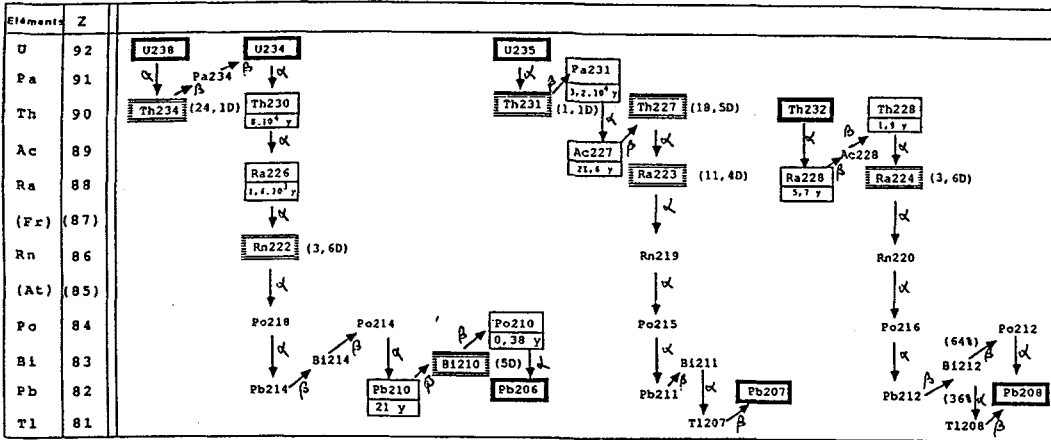 Eléments Z
U 92 U238 U234 U235
Pa 91 α β Pa234 β α α β Pa231
3,2.10⁴ y
Th 90 Th234 (24,1D) Th230 Th231 (1,1D) Th227 (18,5D) Th232 Th228
8.10⁴ y α 1,9 y
Ac 89 α Ac227 β α α β Ac228 β α
21,6 y
Ra 88 Ra226 Ra223 (11,4D) Ra228 β Ra224 (3,6D)
1,6.10³ y 5,7 y
(Fr) (87) α α α
Rn 86 Rn222 (3,6D) Rn219 Rn220
(At) (85) α α α
Po 84 Po218 Po214 Po210 Po215 Po216 Po212
0,38 y
(64%)
Bi 83 α Bi214 β α Bi210 (5D) β α α Bi211 α Bi212 β α
Pb 82 Pb214 β Pb210 β Pb206 Pb211 β α Pb207 Pb212 β (36%) α Pb208
21 y
Tl 81 Tl207 β Tl208 β